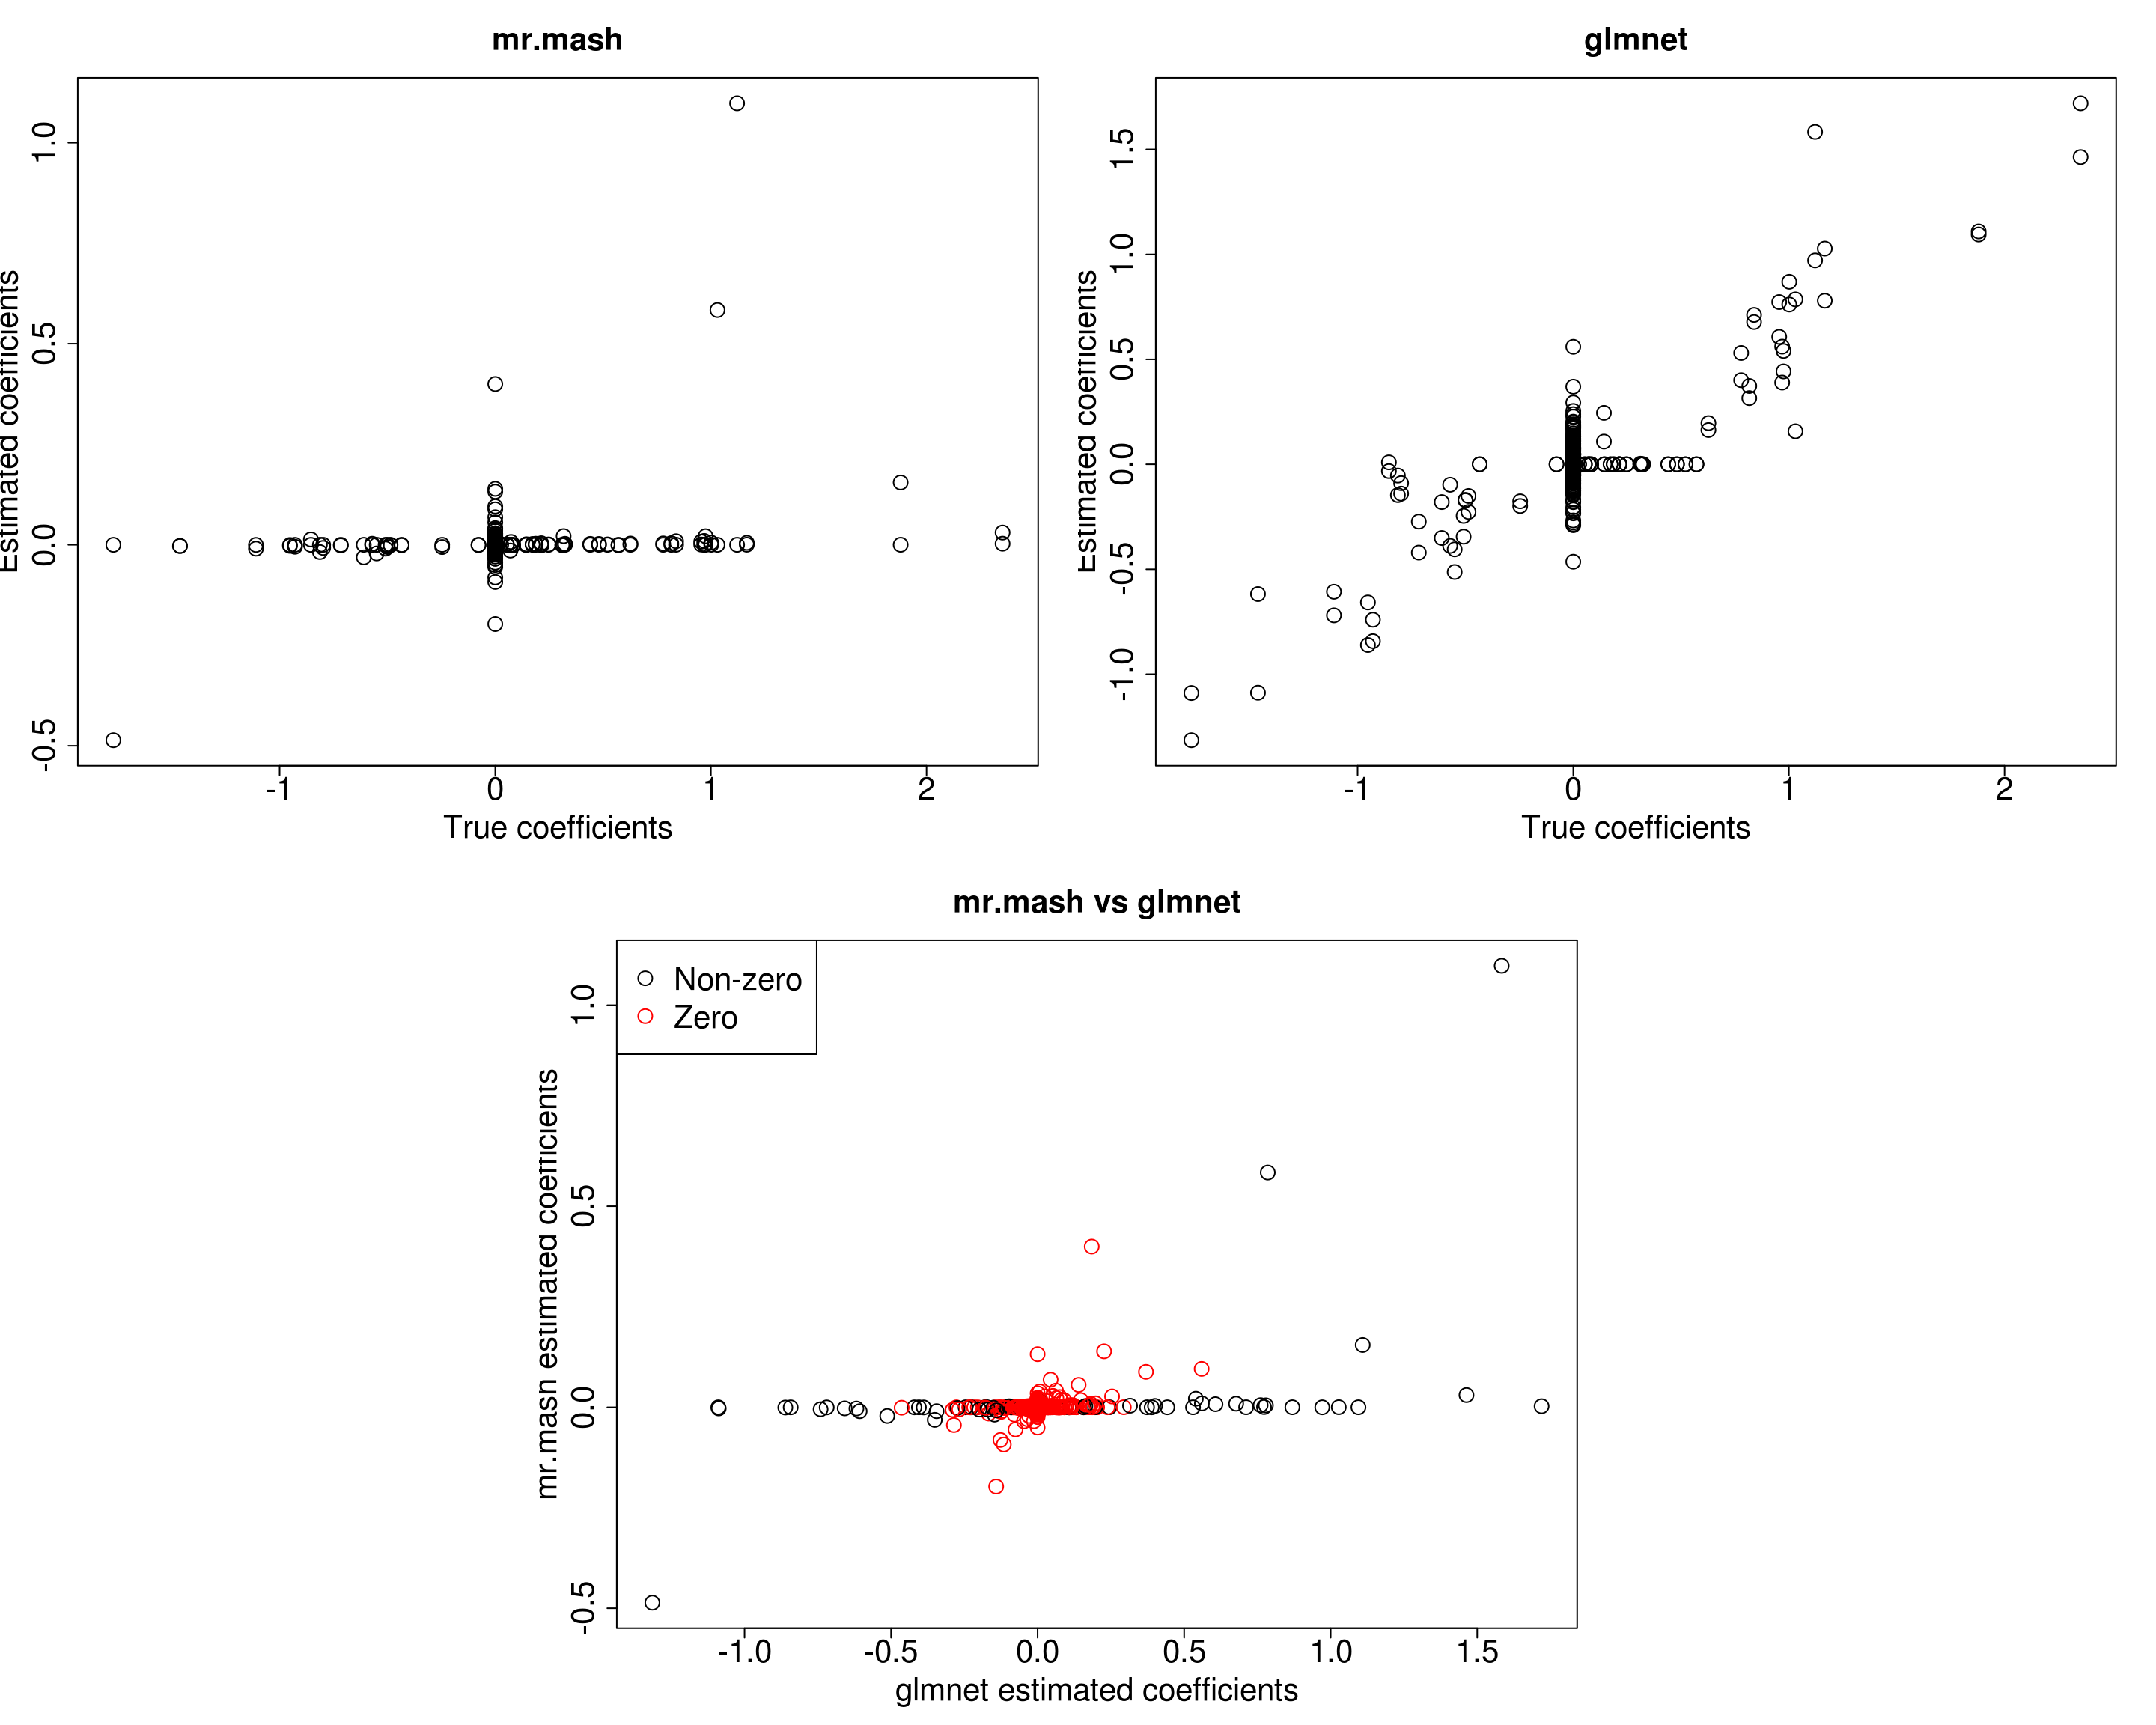 mr.mash
Estimated coefficients
1.0
0.5
0.0
-0.5
-1
0
1
2
True coefficients
glmnet
Estimated coefficients
1.5
1.0
0.5
0.0
-0.5
-1.0
-1
0
1
2
True coefficients
mr.mash vs glmnet
Non-zero
Zero
mr.mash estimated coefficients
1.0
0.5
0.0
-0.5
-1.0
-0.5
0.0
0.5
1.0
1.5
glmnet estimated coefficients